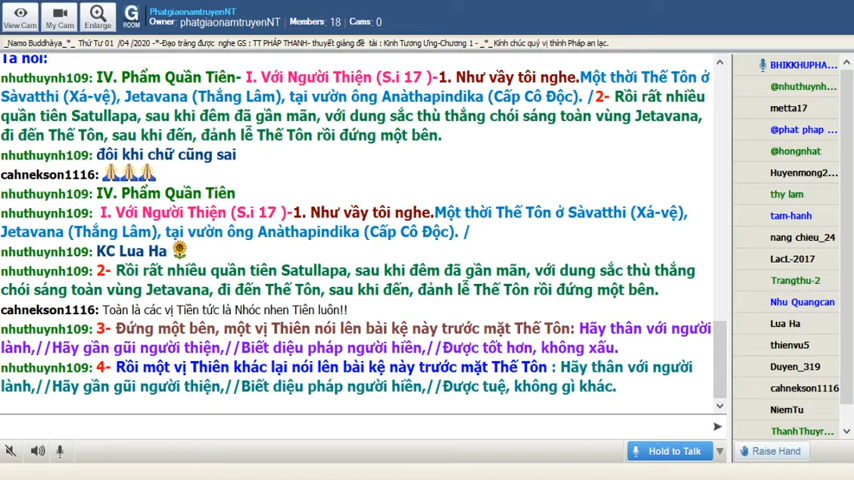 PhatgiaonamtruyenNT
Owner: phatgiaonamtruyenNT Members: 18 Cams: 0
View Cam My Cam Enlarge G ROOM
_Namo Buddhàya_*_ Thứ Tư 01 /04 /2020 -*-Đạo tràng được nghe GS : TT PHÁP THANH- thuyết giảng đề tài : Kinh Tương Ưng-Chương 1 - _*_ Kính chúc quý vị thính Pháp an lạc.
Ta nói:
nhuthuynh109: IV. Phẩm Quần Tiên- I. Với Người Thiện (S.i 17 )-1. Như vầy tôi nghe.Một thời Thế Tôn ở
Sàvatthi (Xá-vệ), Jetavana (Thắng Lâm), tại vườn ông Anàthapindika (Cấp Cô Độc). /2- Rồi rất nhiều
quần tiên Satullapa, sau khi đêm đã gần mãn, với dung sắc thù thắng chói sáng toàn vùng Jetavana,
đi đến Thế Tôn, sau khi đến, đảnh lễ Thế Tôn rồi đứng một bên.
nhuthuynh109: đôi khi chữ cũng sai
cahnekson1116:
nhuthuynh109: IV. Phẩm Quần Tiên
I. Với Người Thiện (S.i 17 )-1. Như vầy tôi nghe.Một thời Thế Tôn ở Sàvatthi (Xá-vệ),
Jetavana (Thắng Lâm), tại vườn ông Anàthapindika (Cấp Cô Độc). /
nhuthuynh109: KC Lua Ha
nhuthuynh109: 2- Rồi rất nhiều quần tiên Satullapa, sau khi đêm đã gần mãn, với dung sắc thù thắng
chói sáng toàn vùng Jetavana, đi đến Thế Tôn, sau khi đến, đảnh lễ Thế Tôn rồi đứng một bên.
cahnekson1116: Toàn là các vị Tiền tức là Nhóc nhen Tiên luôn!!
nhuthuynh109: 3- Đứng một bên, một vị Thiên nói lên bài kệ này trước mặt Thế Tôn: Hãy thân với người
lành,//Hãy gần gũi người thiện,//Biết diệu pháp người hiền,//Được tốt hơn, không xấu.
nhuthuynh109: 4- Rồi một vị Thiên khác lại nói lên bài kệ này trước mặt Thế Tôn : Hãy thân với người
lành,//Hãy gần gũi người thiện,//Biết diệu pháp người hiền,//Được tuệ, không gì khác.
BHIKKHUPHA...
@nhuthuynh...
metta17
@phat phap ...
@hongnhat
Huyenmong2...
thy lam
tam-hanh
nang chieu_24
LacL-2017
Trangthu-2
Nhu Quangcan
Lua Ha
thienvu5
Duyen_319
cahnekson1116
NiemTu
ThanhThuyr...
Hold to Talk
Raise Hand